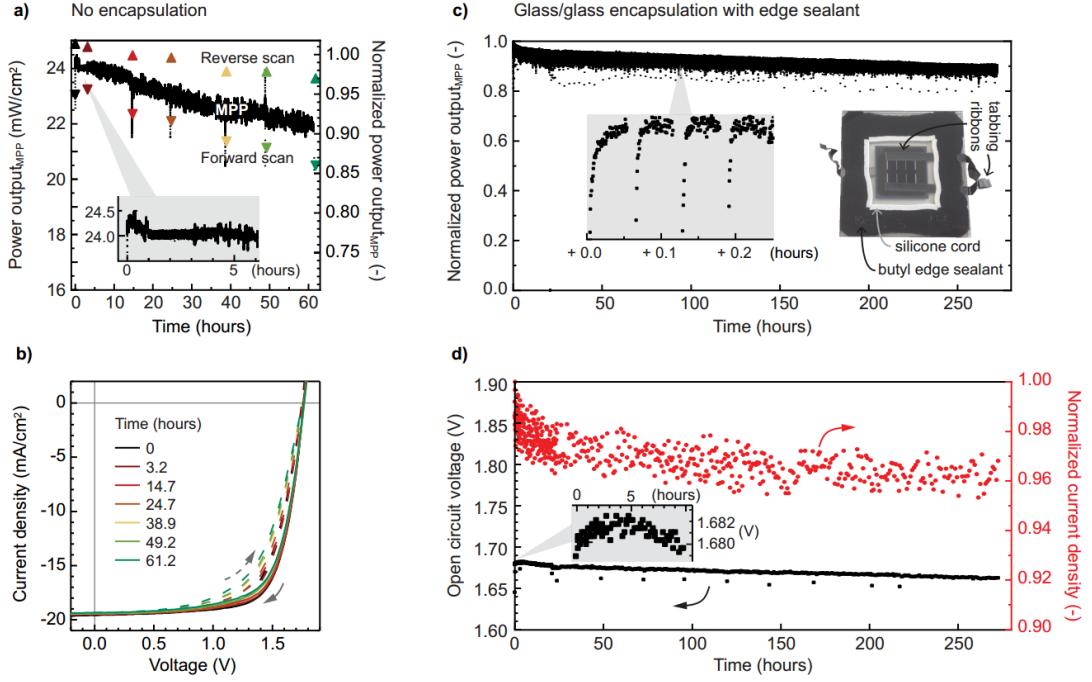 a) No encapsulation
Power output_MPP (mW/cm²)
24
22
20
18
16
Reverse scan
MPP
Forward scan
24.5
24.0
0 5 (hours)
1.00
0.95
0.90
0.85
0.80
0.75
Normalized power output_MPP (-)
0 10 20 30 40 50 60
Time (hours)
c) Glass/glass encapsulation with edge sealant
Normalized power output_MPP (-)
1.0
0.8
0.6
0.4
0.2
0.0
+ 0.0 + 0.1 + 0.2 (hours)
tabbing
ribbons
silicone cord
butyl edge sealant
0 50 100 150 200 250
Time (hours)
b)
Current density (mA/cm²)
0
-5
-10
-15
-20
Time (hours)
0
3.2
14.7
24.7
38.9
49.2
61.2
0.0 0.5 1.0 1.5
Voltage (V)
d)
Open circuit voltage (V)
1.90
1.85
1.80
1.75
1.70
1.65
1.60
0 5 (hours)
1.682
1.680
(V)
1.00
0.98
0.96
0.94
0.92
0.90
Normalized current density (-)
0 50 100 150 200 250
Time (hours)